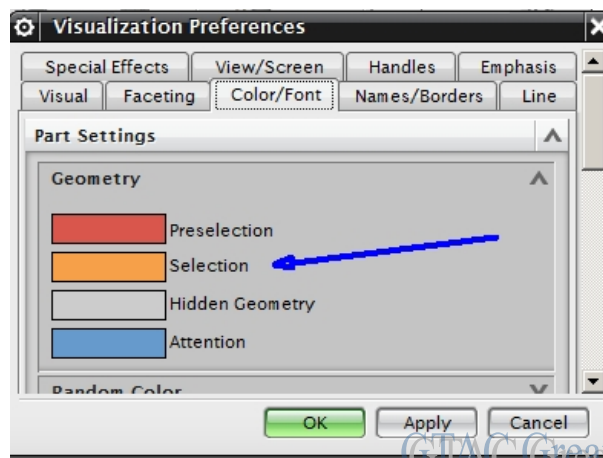 Visualization Preferences
Special Effects View/Screen Handles Emphasis
Visual Faceting Color/Font Names/Borders Line
Part Settings
Geometry
Preselection
Selection
Hidden Geometry
Attention
Random Color
OK Apply Cancel
GTAC